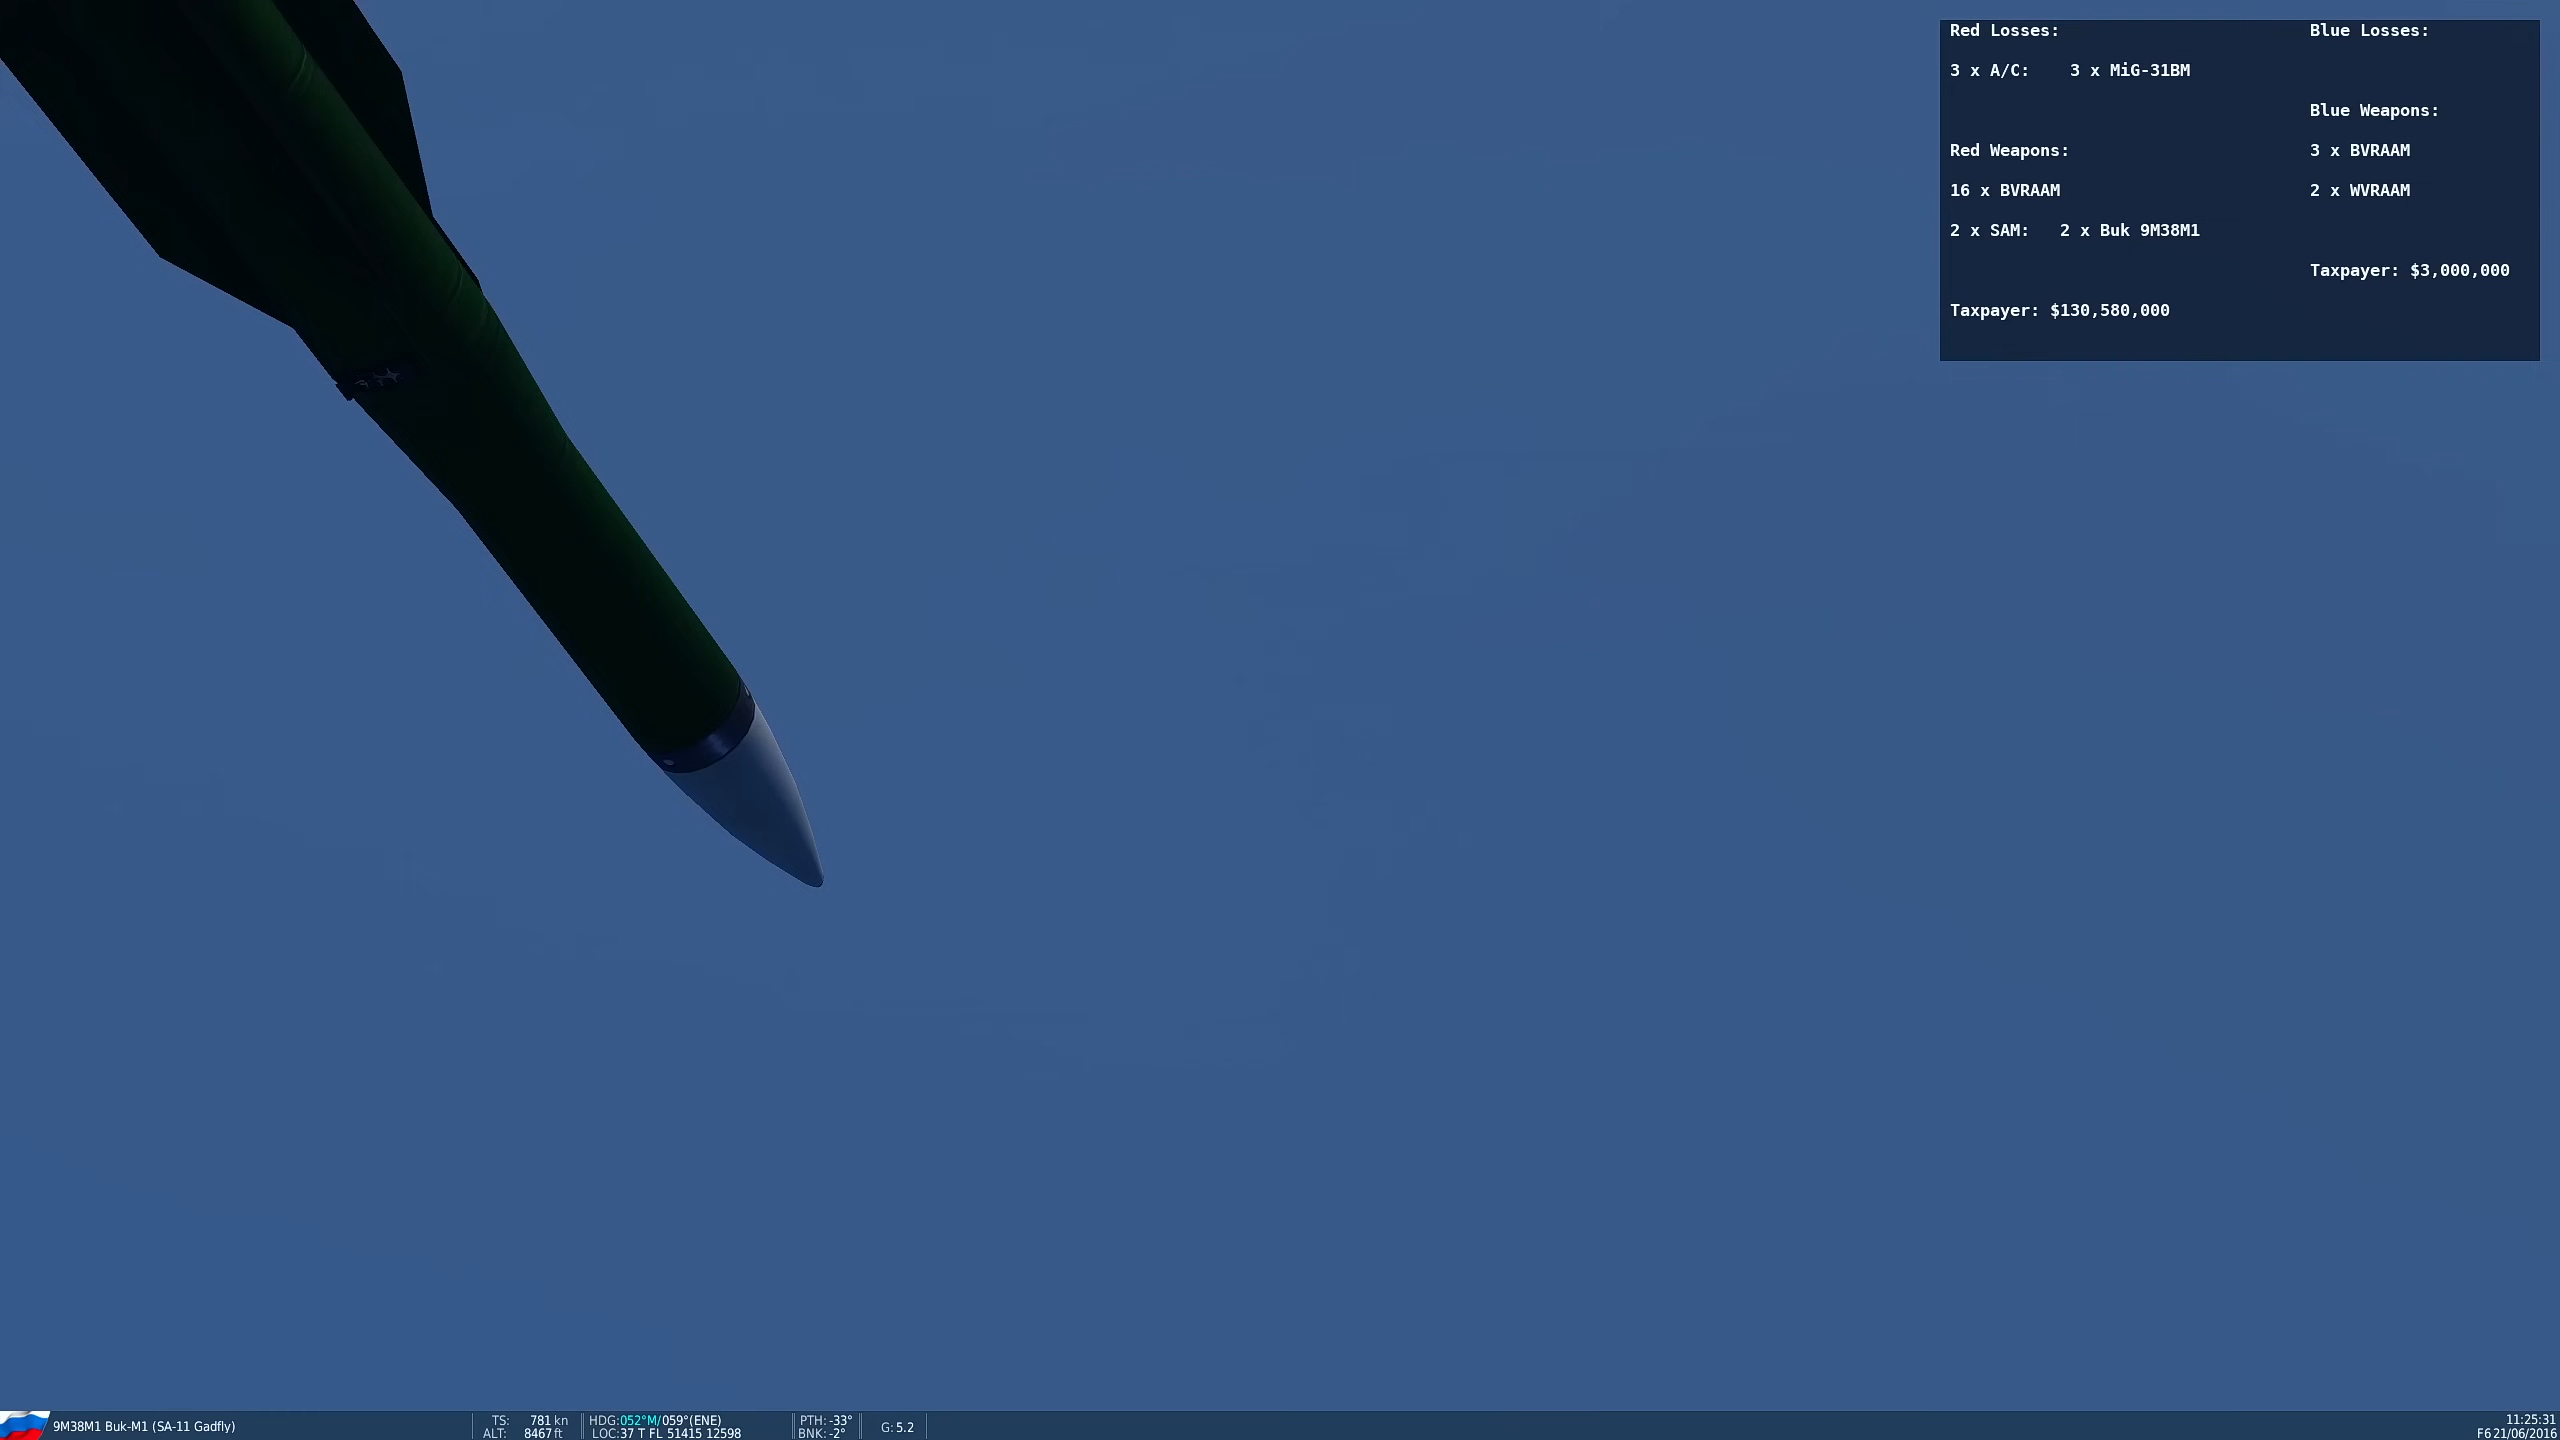 Red Losses:
3 x A/C:    3 x MiG-31BM
Red Weapons:
16 x BVRAAM
2 x SAM:   2 x Buk 9M38M1
Taxpayer: $130,580,000
Blue Losses:
Blue Weapons:
3 x BVRAAM
2 x WVRAAM
Taxpayer: $3,000,000
9M38M1 Buk-M1 (SA-11 Gadfly)
TS: 781 kn
ALT: 8467 ft
HDG:052°M/059°(ENE)
LOC:37 T FL 51415 12598
PTH: -33°
BNK: -2°
G: 5.2
11:25:31
F6 21/06/2016